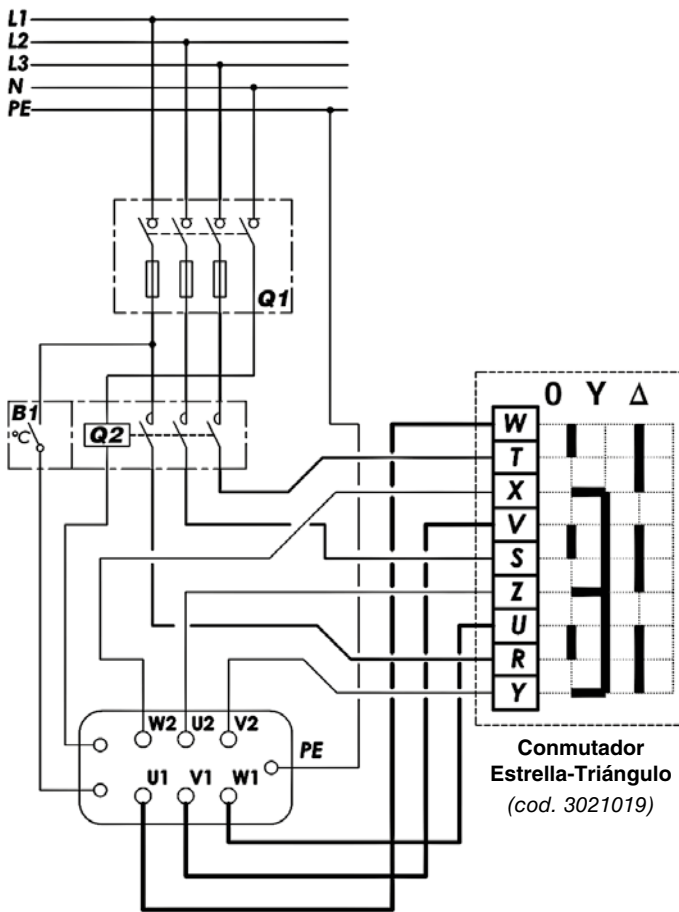 L1
L2
L3
N
PE
Q1
B1
°C
Q2
0 Y Δ
W
T
X
V
S
Z
U
R
Y
W2 U2 V2
PE
U1 V1 W1
Conmutador
Estrella-Triángulo
(cod. 3021019)